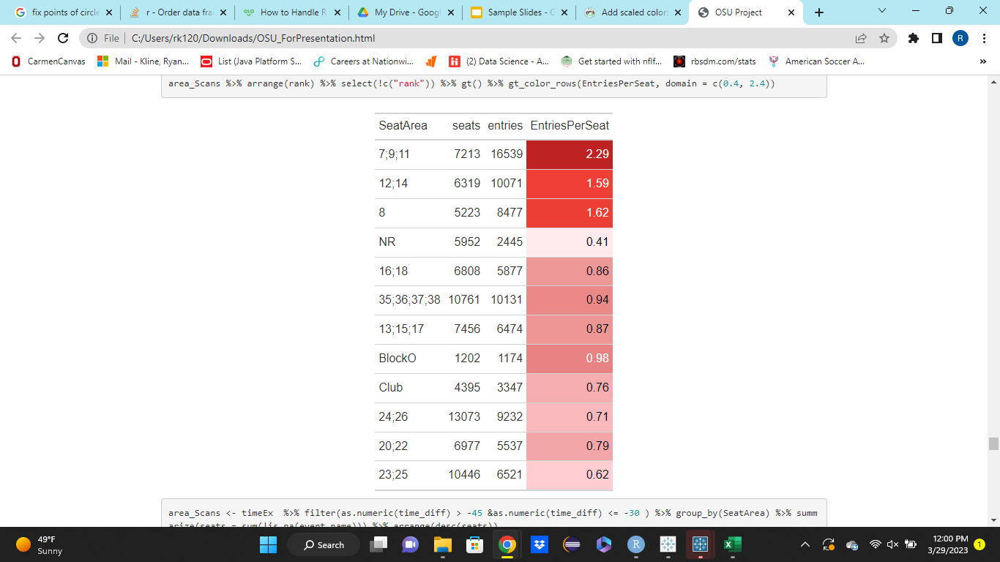 fix points of circle
r - Order data fra
How to Handle R
My Drive - Googl
Sample Slides - G
Add scaled colors
OSU Project
File C:/Users/rk120/Downloads/OSU_ForPresentation.html R
CarmenCanvas Mail - Kline, Ryan... List (Java Platform S... Careers at Nationwi... (2) Data Science - A... Get started with nflf... rbsdm.com/stats American Soccer A... »
area_Scans %>% arrange(rank) %>% select(!c("rank")) %>% gt() %>% gt_color_rows(EntriesPerSeat, domain = c(0.4, 2.4))
SeatArea seats entries EntriesPerSeat
7;9;11 7213 16539 2.29
12;14 6319 10071 1.59
8 5223 8477 1.62
NR 5952 2445 0.41
16;18 6808 5877 0.86
35;36;37;38 10761 10131 0.94
13;15;17 7456 6474 0.87
BlockO 1202 1174 0.98
Club 4395 3347 0.76
24;26 13073 9232 0.71
20;22 6977 5537 0.79
23;25 10446 6521 0.62
area_Scans <- timeEx %>% filter(as.numeric(time_diff) > -45 &as.numeric(time_diff) <= -30 ) %>% group_by(SeatArea) %>% summ
arize(seats = sum(!is.na(event_name))) %>% arrange(desc(seats))
49°F
Sunny
Search
12:00 PM
3/29/2023
1